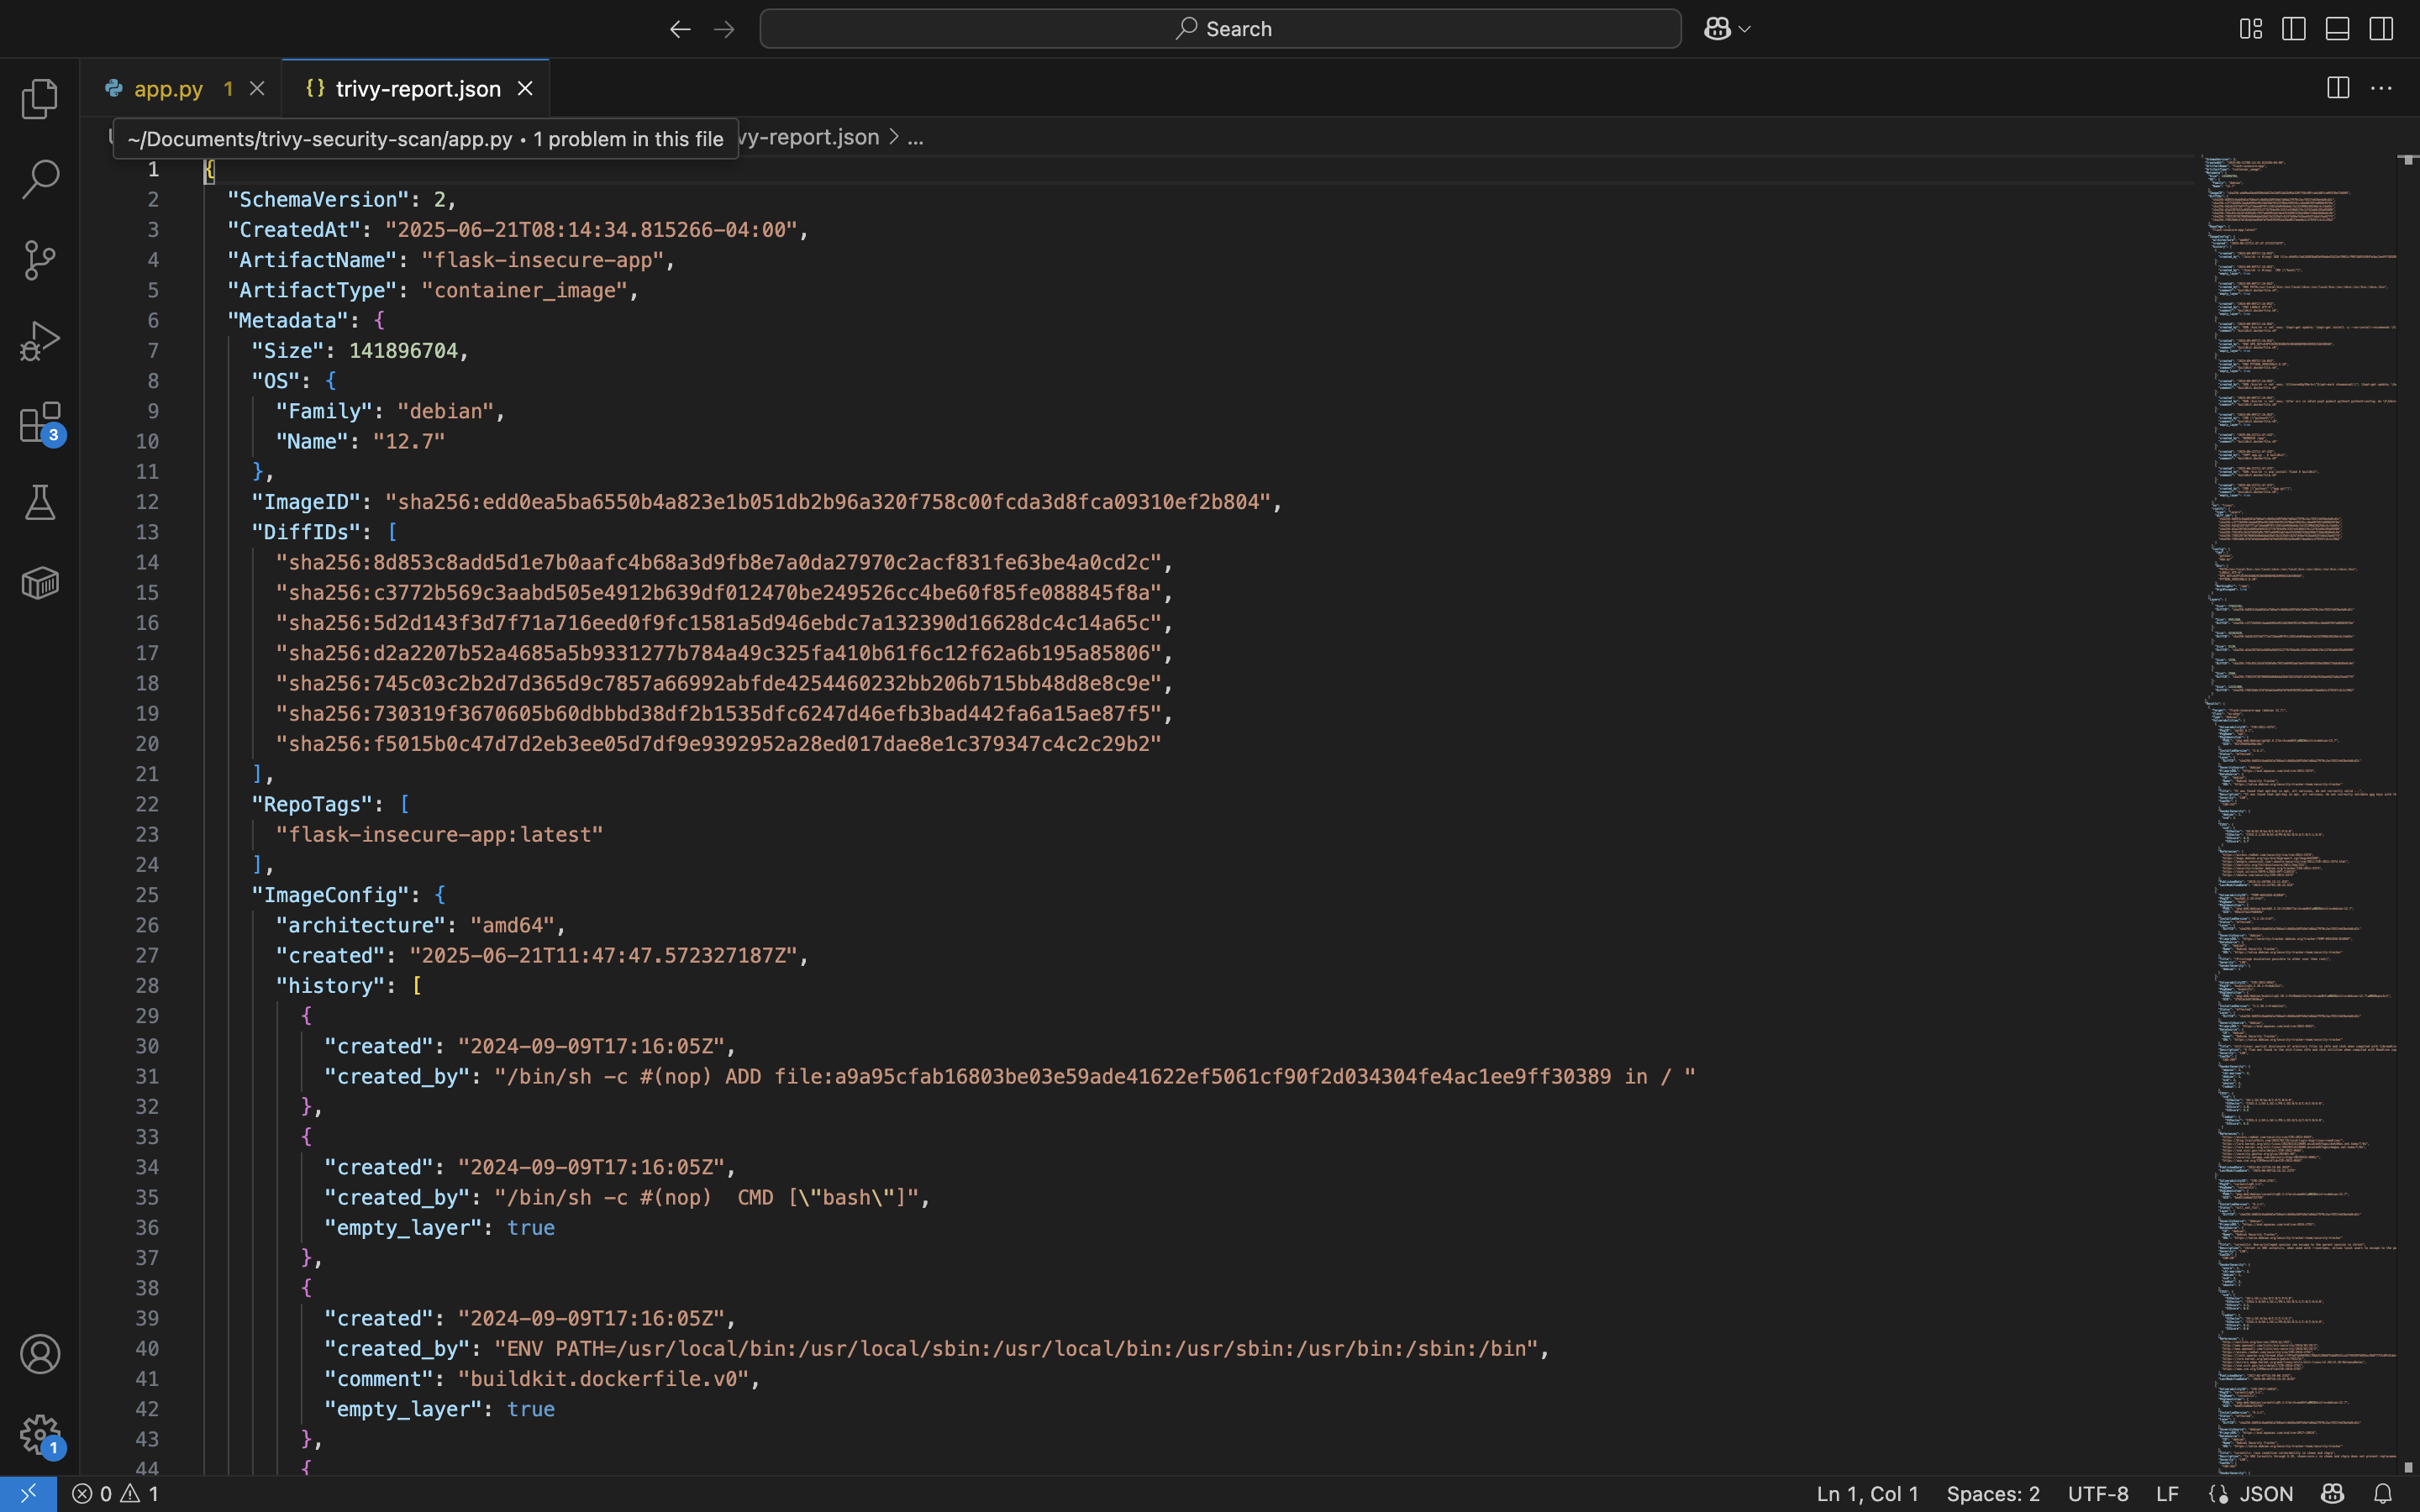 Search
app.py 1
{} trivy-report.json
~/Documents/trivy-security-scan/app.py • 1 problem in this file
vy-report.json > ...
1 {
2 "SchemaVersion": 2,
3 "CreatedAt": "2025-06-21T08:14:34.815266-04:00",
4 "ArtifactName": "flask-insecure-app",
5 "ArtifactType": "container_image",
6 "Metadata": {
7 "Size": 141896704,
8 "OS": {
9 "Family": "debian",
10 "Name": "12.7"
11 },
12 "ImageID": "sha256:edd0ea5ba6550b4a823e1b051db2b96a320f758c00fcda3d8fca09310ef2b804",
13 "DiffIDs": [
14 "sha256:8d853c8add5d1e7b0aafc4b68a3d9fb8e7a0da27970c2acf831fe63be4a0cd2c",
15 "sha256:c3772b569c3aabd505e4912b639df012470be249526cc4be60f85fe088845f8a",
16 "sha256:5d2d143f3d7f71a716eed0f9fc1581a5d946ebdc7a132390d16628dc4c14a65c",
17 "sha256:d2a2207b52a4685a5b9331277b784a49c325fa410b61f6c12f62a6b195a85806",
18 "sha256:745c03c2b2d7d365d9c7857a66992abfde4254460232bb206b715bb48d8e8c9e",
19 "sha256:730319f3670605b60dbbbd38df2b1535dfc6247d46efb3bad442fa6a15ae87f5",
20 "sha256:f5015b0c47d7d2eb3ee05d7df9e9392952a28ed017dae8e1c379347c4c2c29b2"
21 ],
22 "RepoTags": [
23 "flask-insecure-app:latest"
24 ],
25 "ImageConfig": {
26 "architecture": "amd64",
27 "created": "2025-06-21T11:47:47.572327187Z",
28 "history": [
29 {
30 "created": "2024-09-09T17:16:05Z",
31 "created_by": "/bin/sh -c #(nop) ADD file:a9a95cfab16803be03e59ade41622ef5061cf90f2d034304fe4ac1ee9ff30389 in / "
32 },
33 {
34 "created": "2024-09-09T17:16:05Z",
35 "created_by": "/bin/sh -c #(nop)  CMD [\"bash\"]",
36 "empty_layer": true
37 },
38 {
39 "created": "2024-09-09T17:16:05Z",
40 "created_by": "ENV PATH=/usr/local/bin:/usr/local/sbin:/usr/local/bin:/usr/sbin:/usr/bin:/sbin:/bin",
41 "comment": "buildkit.dockerfile.v0",
42 "empty_layer": true
43 },
44 {
3
1
0 1 Ln 1, Col 1 Spaces: 2 UTF-8 LF {} JSON